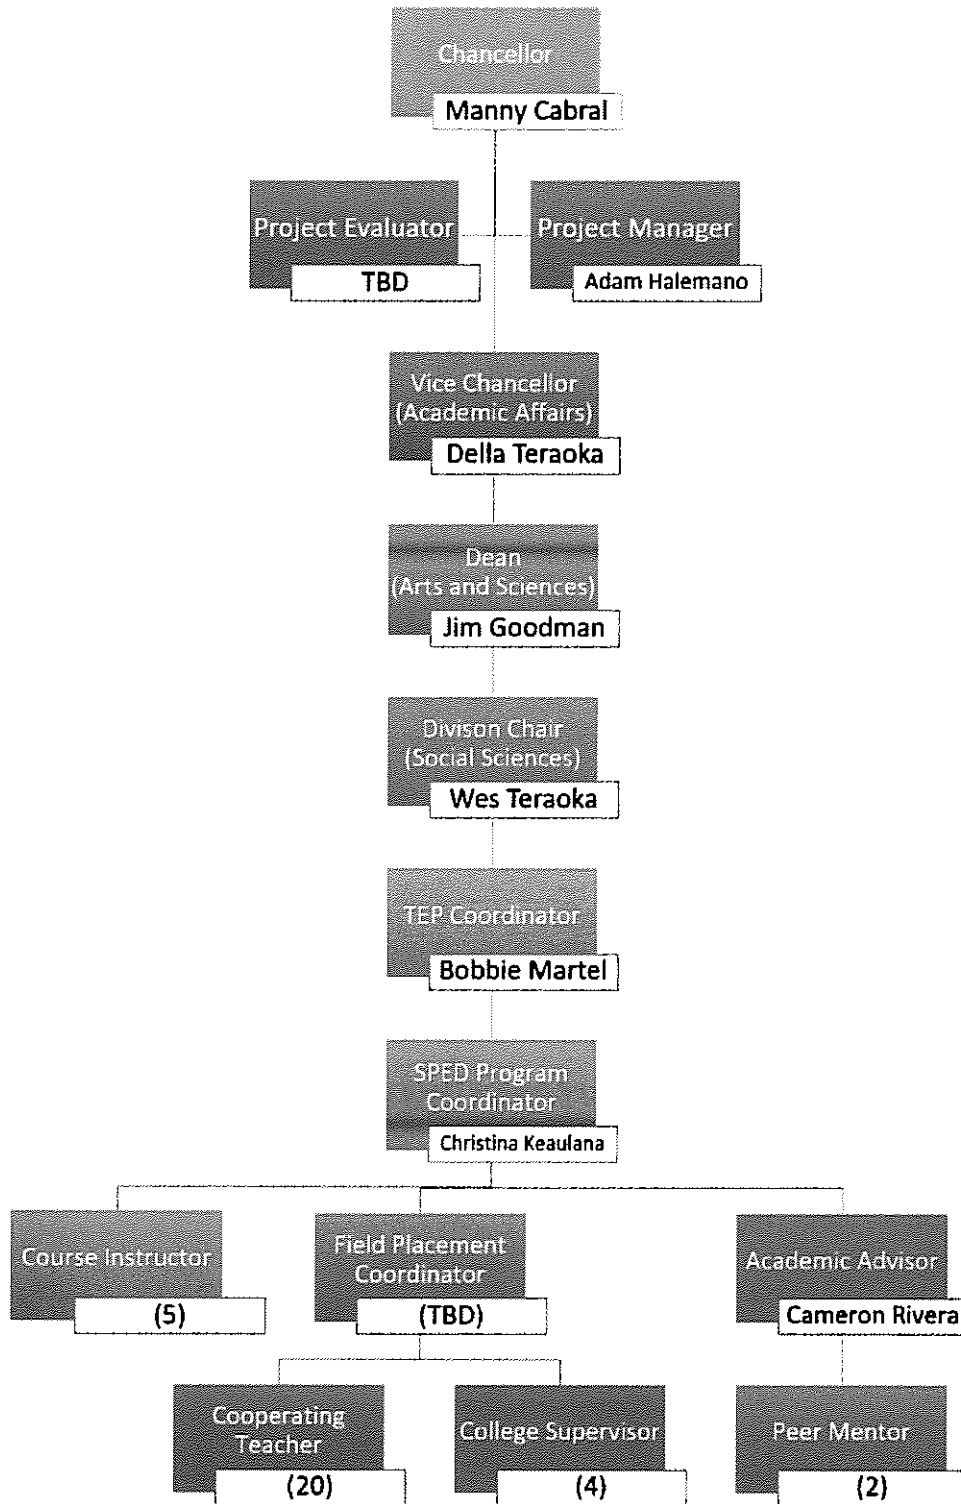 Chancellor
Manny Cabral
Project Evaluator
TBD
Project Manager
Adam Halemano
Vice Chancellor
(Academic Affairs)
Della Teraoka
Dean
(Arts and Sciences)
Jim Goodman
Divison Chair
(Social Sciences)
Wes Teraoka
TEP Coordinator
Bobbie Martel
SPED Program
Coordinator
Christina Keaulana
Course Instructor
(5)
Field Placement
Coordinator
(TBD)
Academic Advisor
Cameron Rivera
Cooperating
Teacher
(20)
College Supervisor
(4)
Peer Mentor
(2)